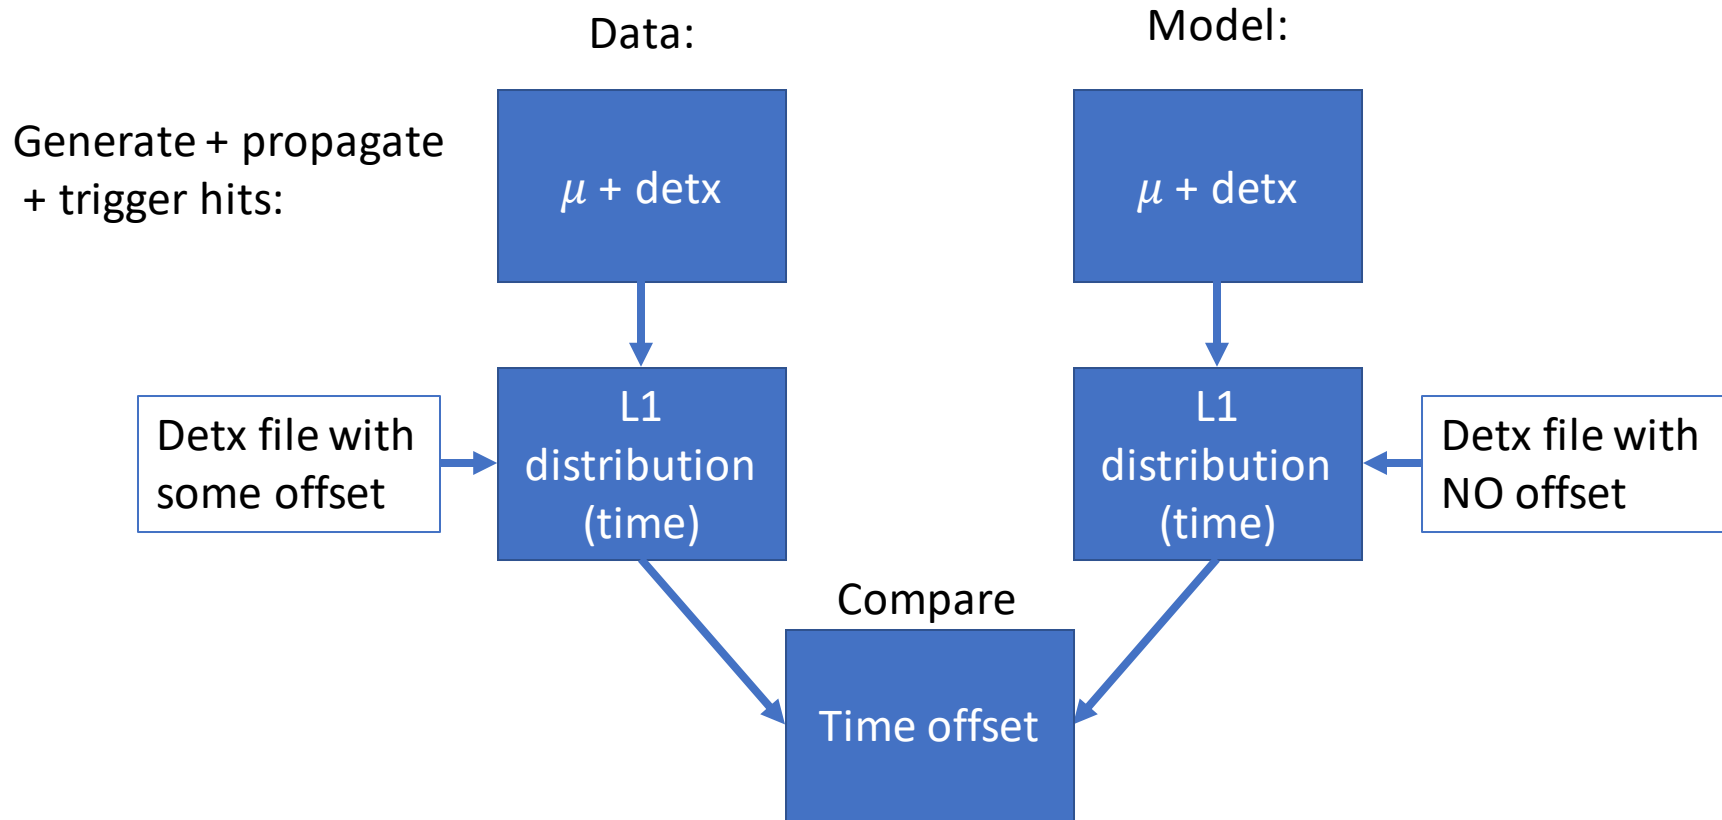 Data:
Model:
Generate + propagate
+ trigger hits:
𝜇 + detx
𝜇 + detx
Detx file with
some offset
L1
distribution
(time)
L1
distribution
(time)
Detx file with
NO offset
Compare
Time offset